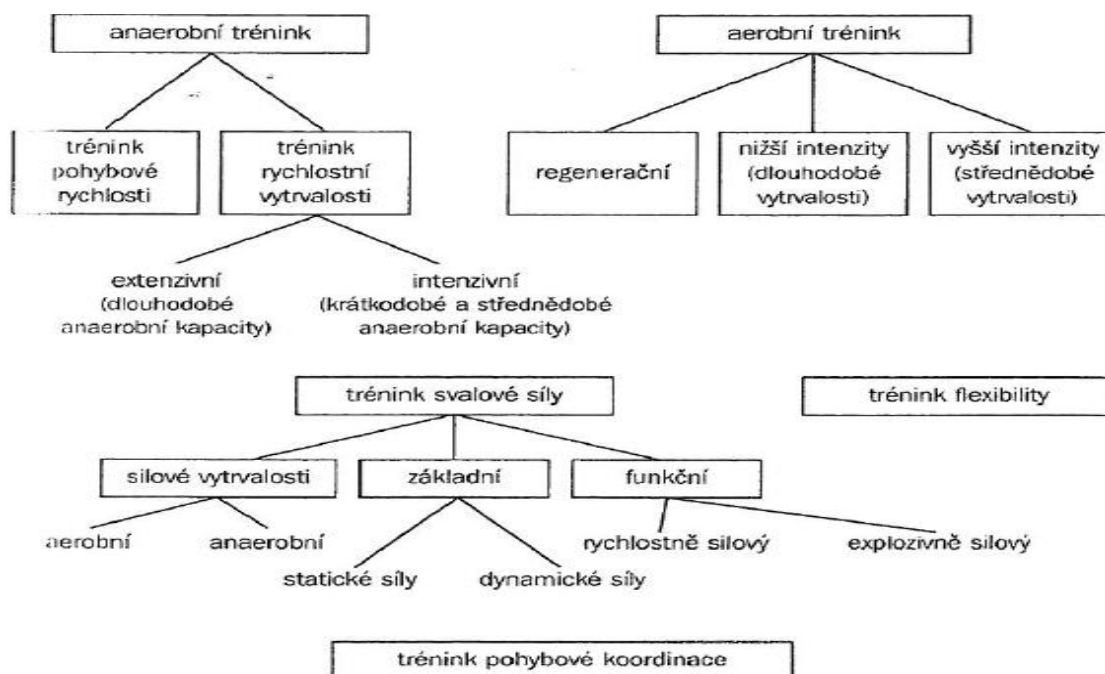 anaerobní trénink
aerobní trénink
trénink
pohybové
rychlosti
trénink
rychlostní
vytrvalosti
regenerační
nižší intenzity
(dlouhodobé
vytrvalosti)
vyšší intenzity
(střednědobé
vytrvalosti)
extenzivní
(dlouhodobé
anaerobní kapacity)
intenzivní
(krátkodobé a střednědobé
anaerobní kapacity)
trénink svalové síly
trénink flexibility
silové vytrvalosti
základní
funkční
aerobní
anaerobní
rychlostně silový
explozivně silový
statické síly
dynamické síly
trénink pohybové koordinace